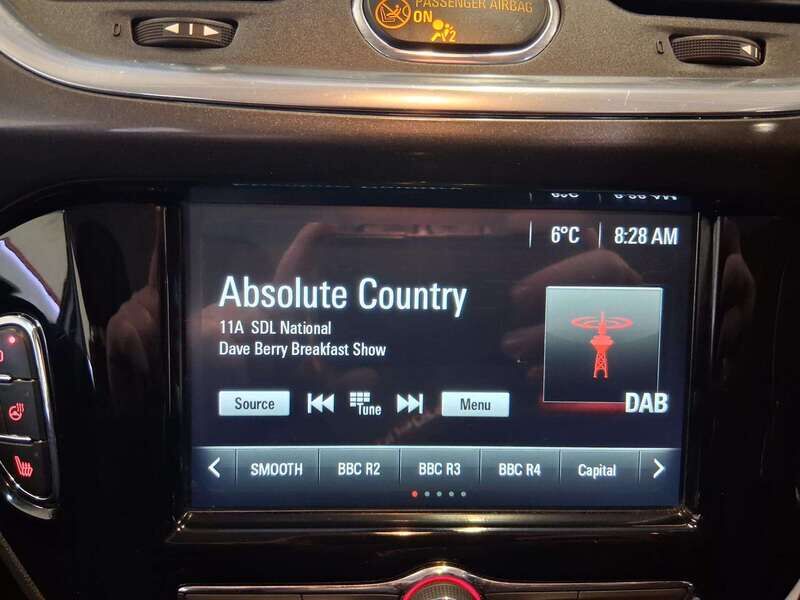 PASSENGER AIRBAG
ON
2
6°C
8:28 AM
Absolute Country
11A SDL National
Dave Berry Breakfast Show
DAB
Source
Tune
Menu
SMOOTH
BBC R2
BBC R3
BBC R4
Capital